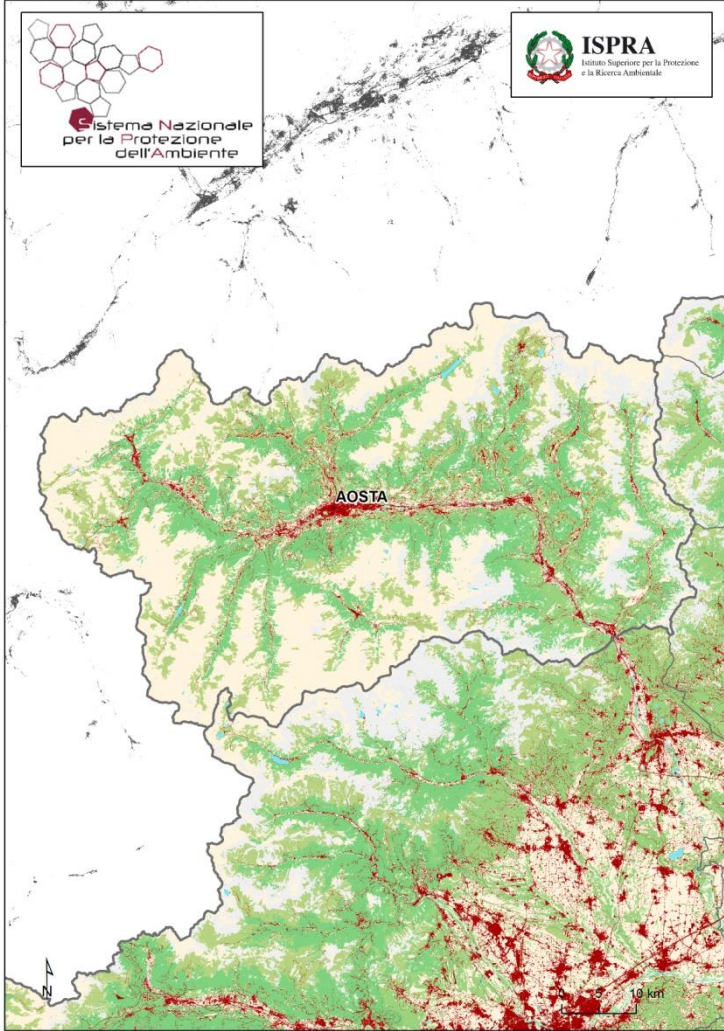 Sistema Nazionale
per la Protezione
dell'Ambiente
ISPRA
Istituto Superiore per la Protezione
e la Ricerca Ambientale
AOSTA
N
0 5 10 km